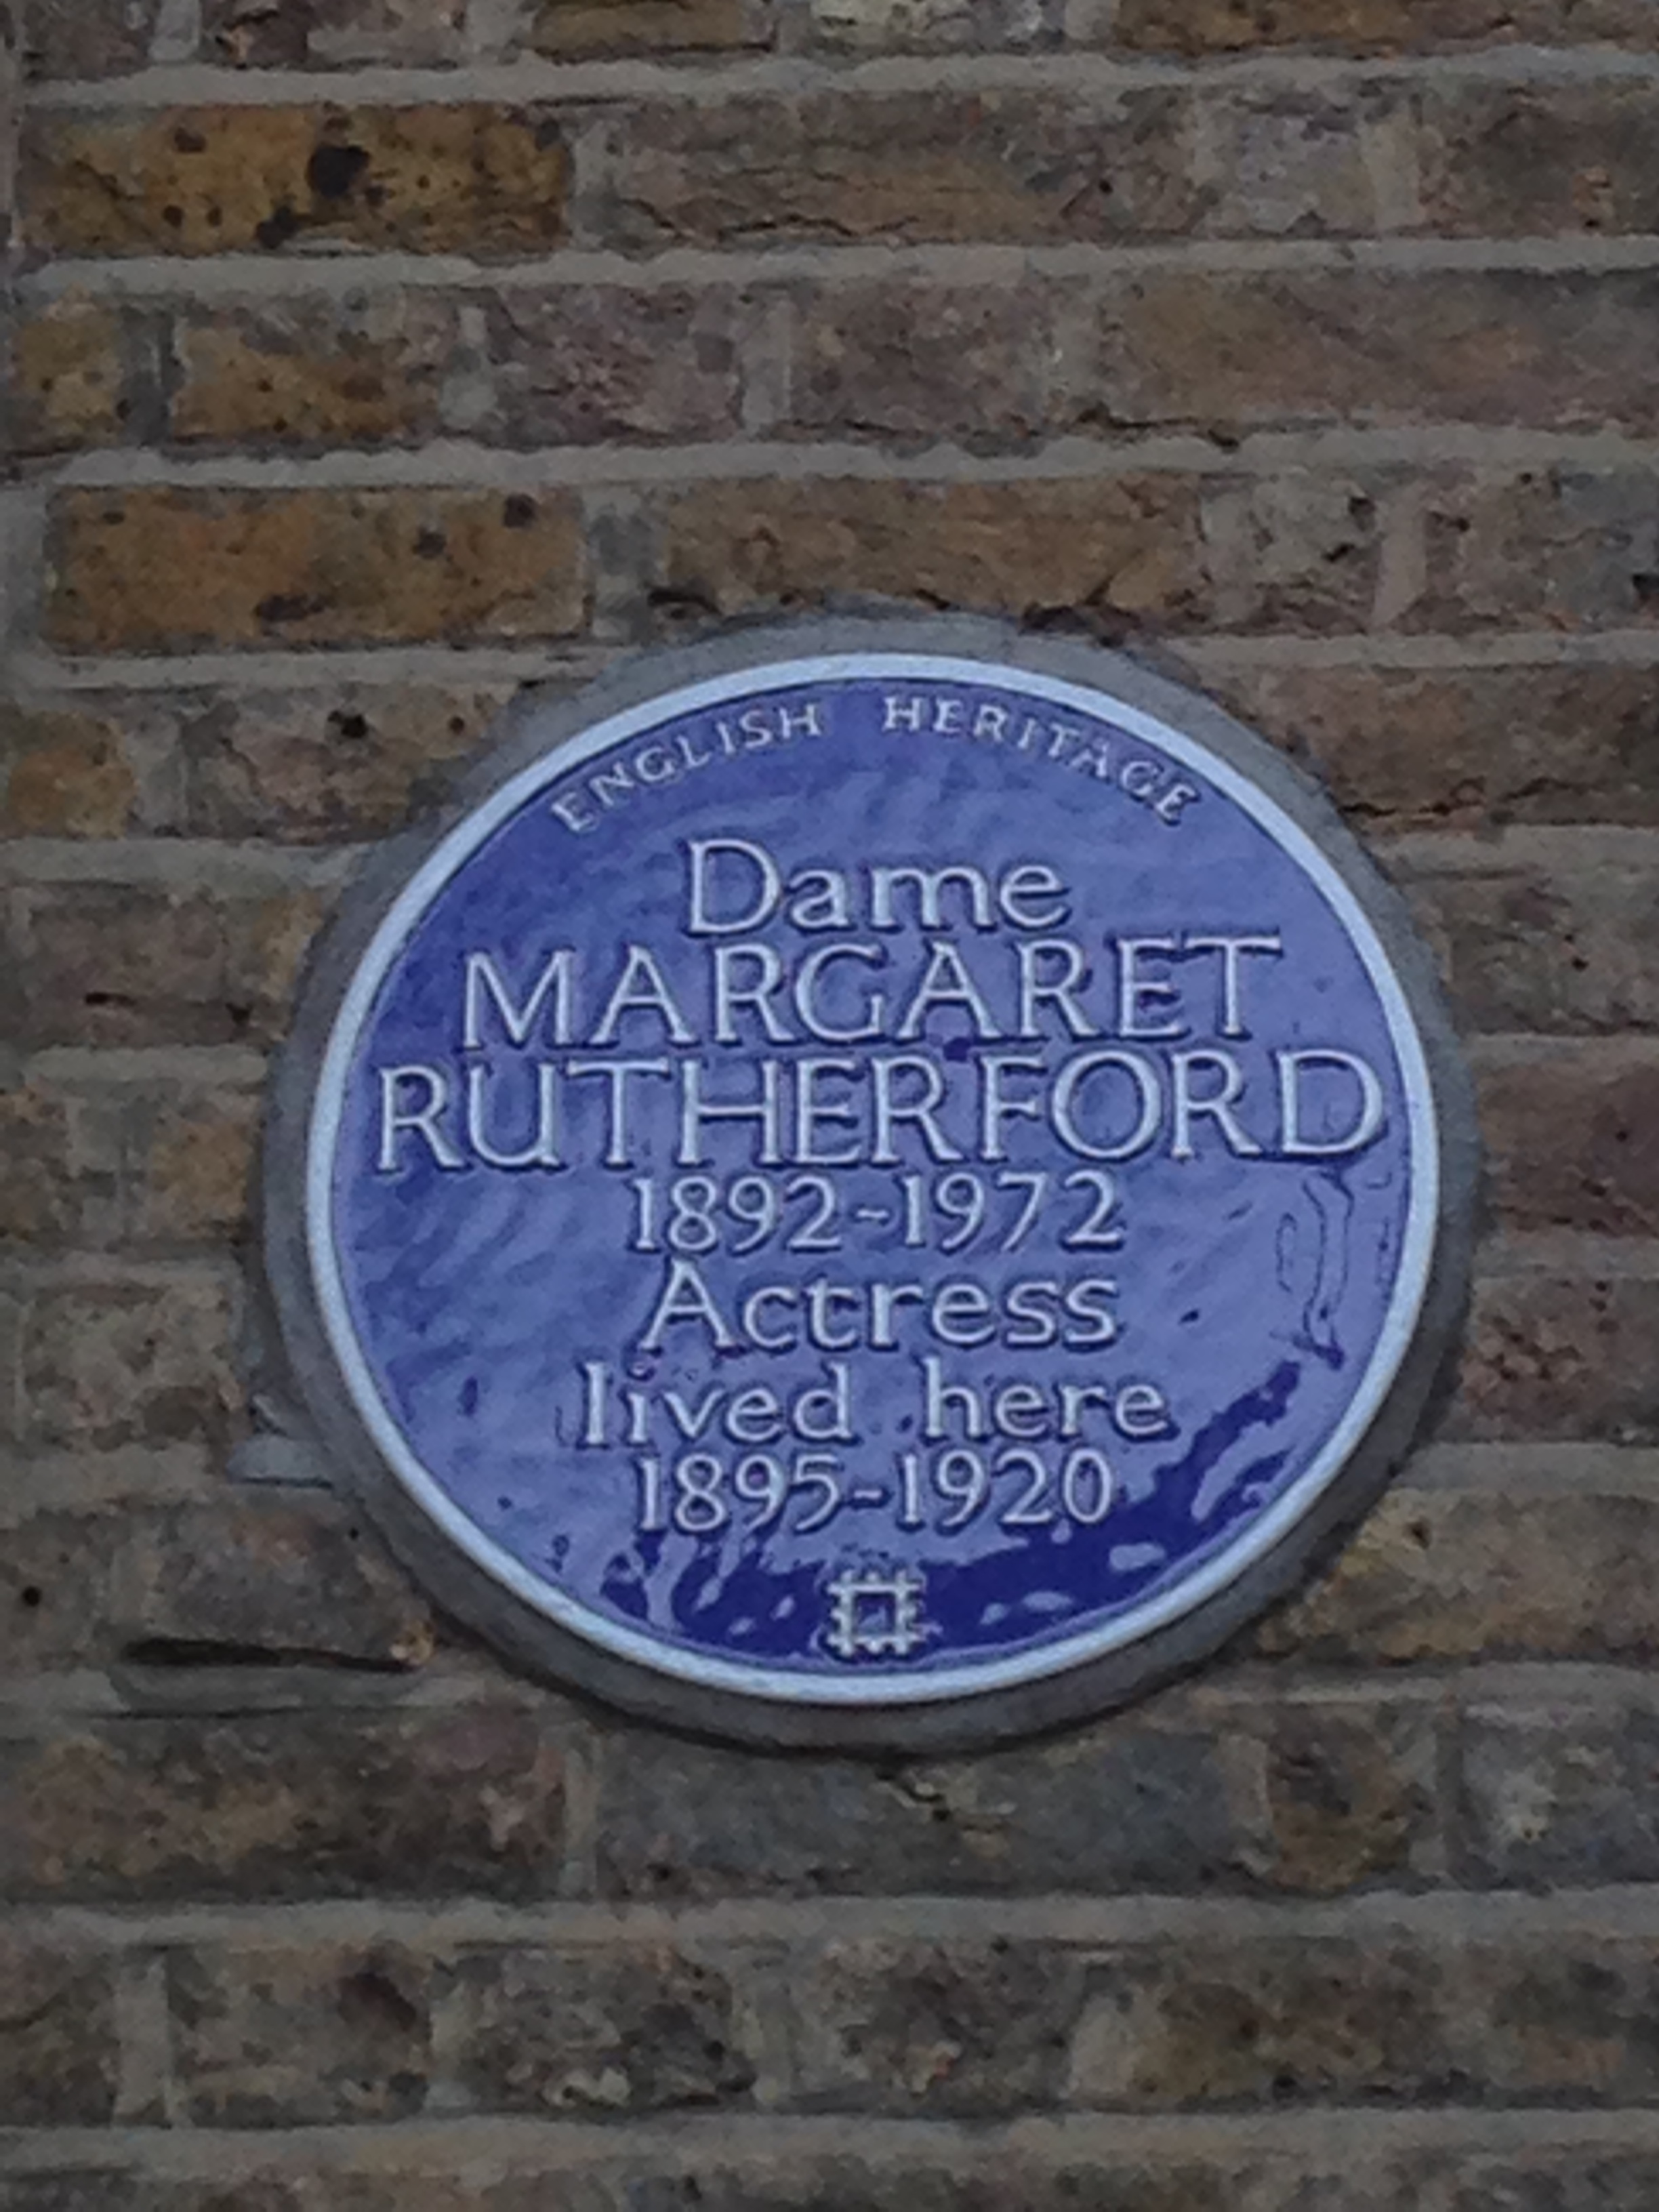 ENGLISH HERITAGE
Dame
MARGARET
RUTHERFORD
1892-1972
Actress
lived here
1895-1920